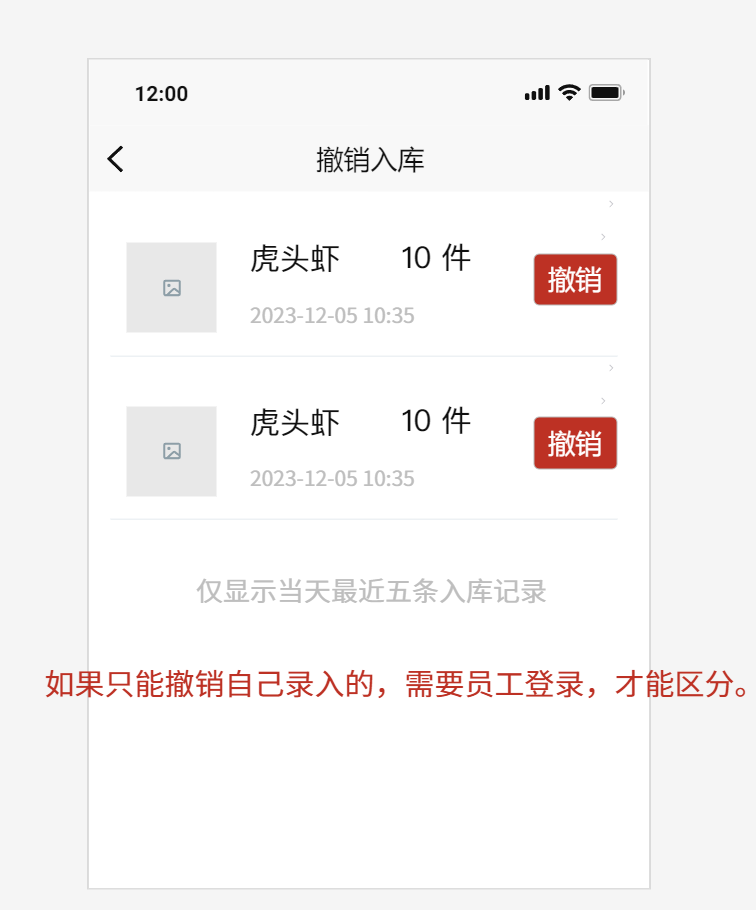 12:00
撤销入库
虎头虾 10 件
撤销
2023-12-05 10:35
虎头虾 10 件
撤销
2023-12-05 10:35
仅显示当天最近五条入库记录
如果只能撤销自己录入的，需要员工登录，才能区分。